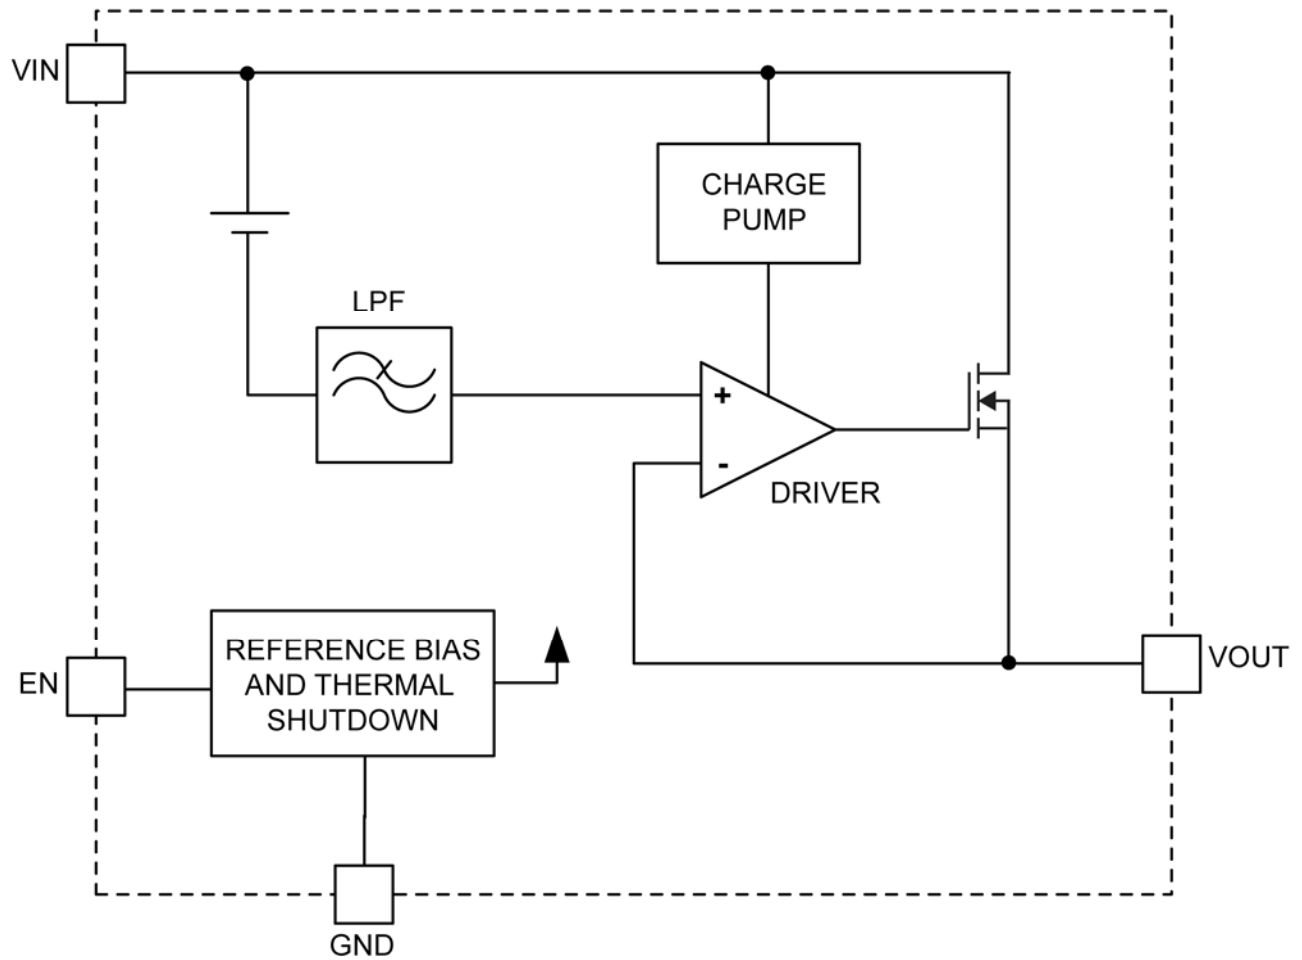 VIN
CHARGE
PUMP
LPF
+
-
DRIVER
REFERENCE BIAS
AND THERMAL
SHUTDOWN
EN
VOUT
GND